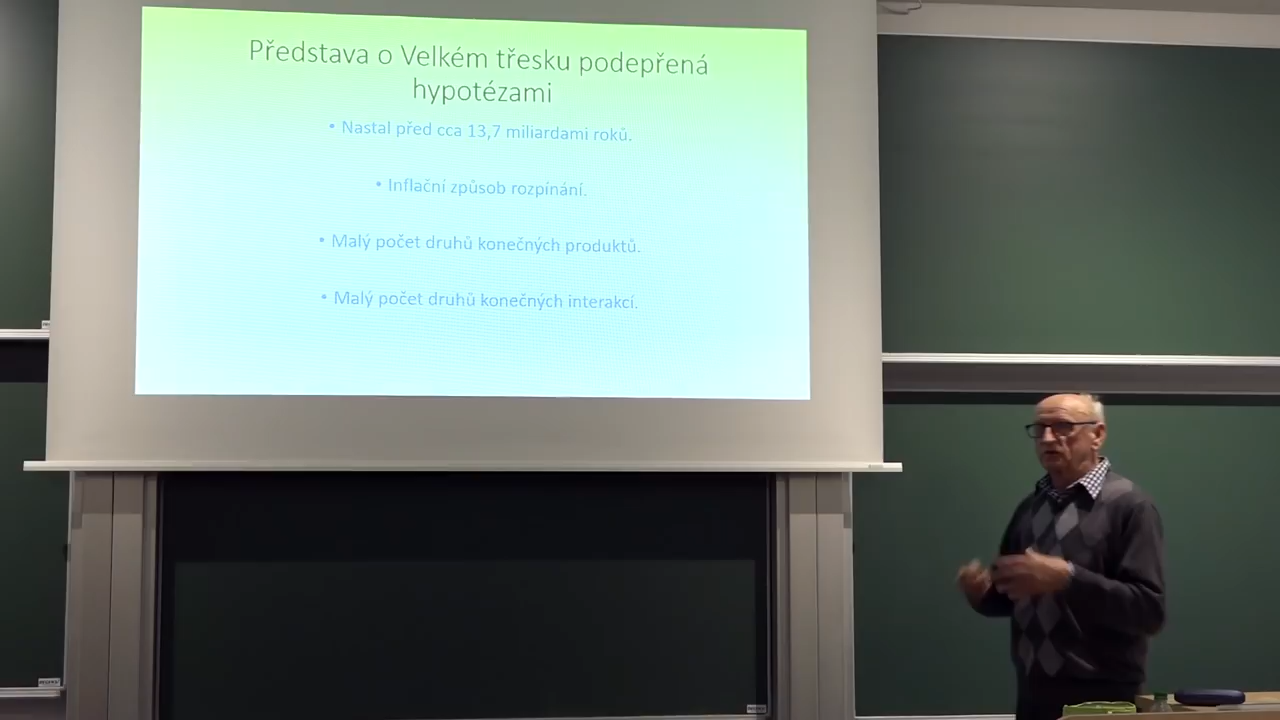 Představa o Velkém třesku podepřená
hypotézami
• Nastal před cca 13,7 miliardami roků.
• Inflační způsob rozpínání.
• Malý počet druhů konečných produktů.
• Malý počet druhů konečných interakcí.